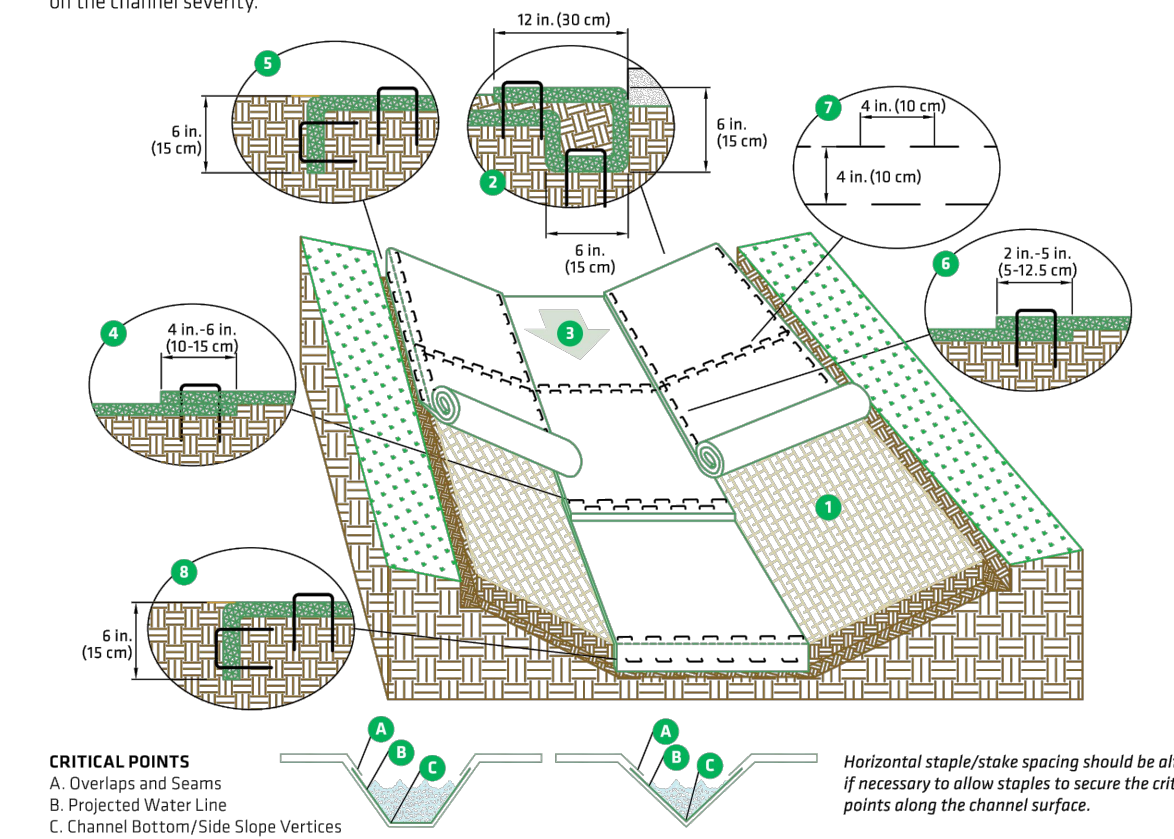 on the channel severity.
12 in. (30 cm)
5
6 in.
(15 cm)
2
6 in.
(15 cm)
6 in.
(15 cm)
7
4 in. (10 cm)
4 in. (10 cm)
6
2 in.-5 in.
(5-12.5 cm)
4
4 in.-6 in.
(10-15 cm)
3
1
8
6 in.
(15 cm)
A
B
C
A
B
C
CRITICAL POINTS
A. Overlaps and Seams
B. Projected Water Line
C. Channel Bottom/Side Slope Vertices
Horizontal staple/stake spacing should be
if necessary to allow staples to secure the
points along the channel surface.